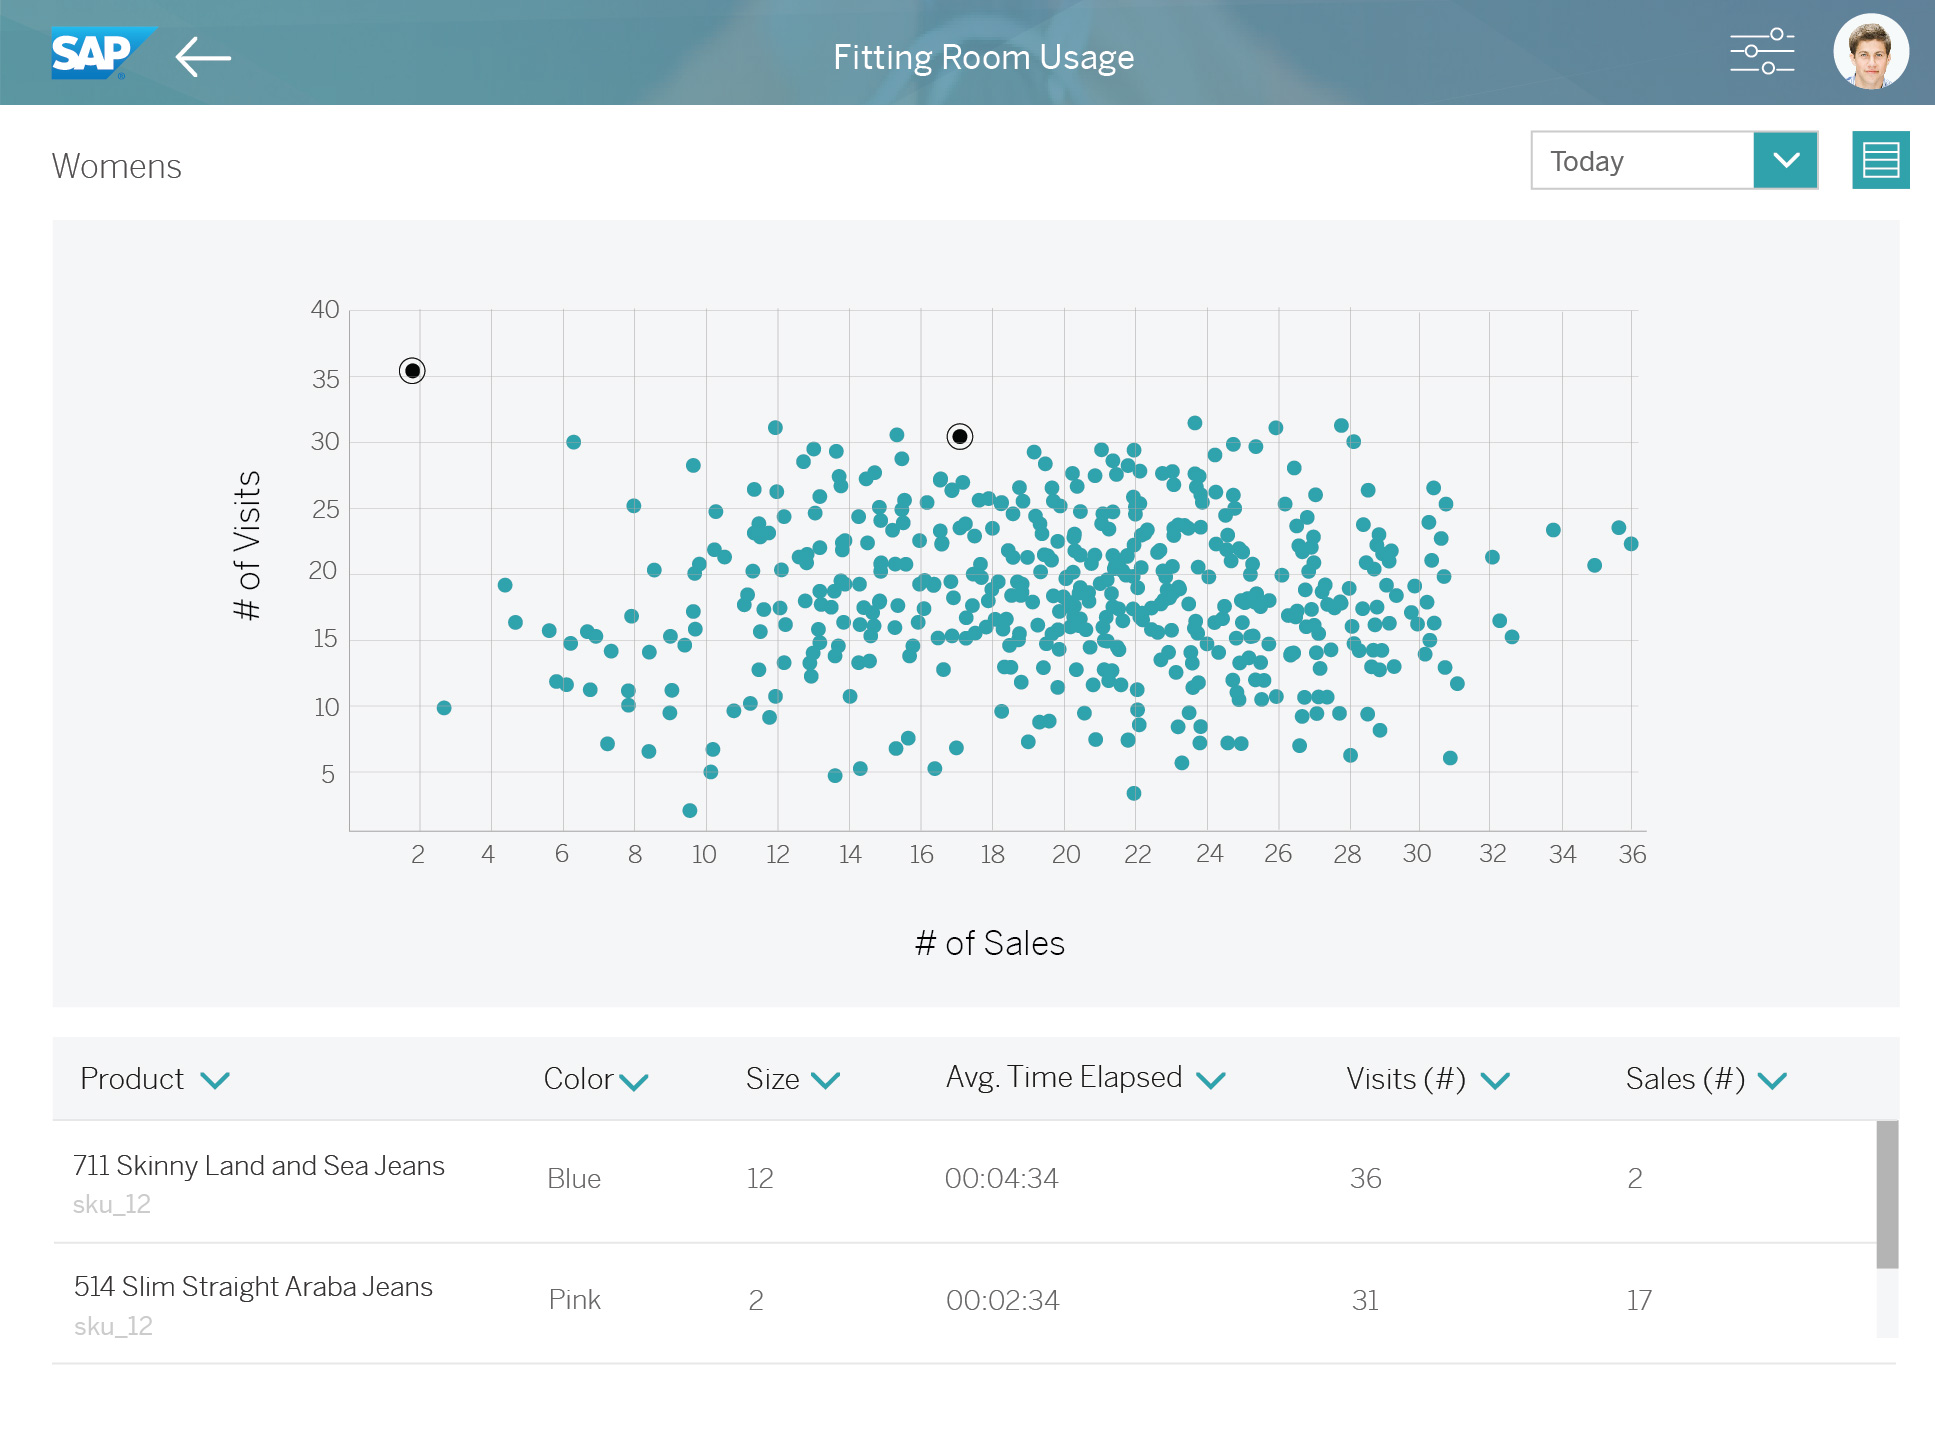 SAP
Fitting Room Usage
Womens
Today
40
35
30
25
20
15
10
5
# of Visits
2 4 6 8 10 12 14 16 18 20 22 24 26 28 30 32 34 36
# of Sales
Product Color Size Avg. Time Elapsed Visits (#) Sales (#)
711 Skinny Land and Sea Jeans Blue 12 00:04:34 36 2
sku_12
514 Slim Straight Araba Jeans Pink 2 00:02:34 31 17
sku_12